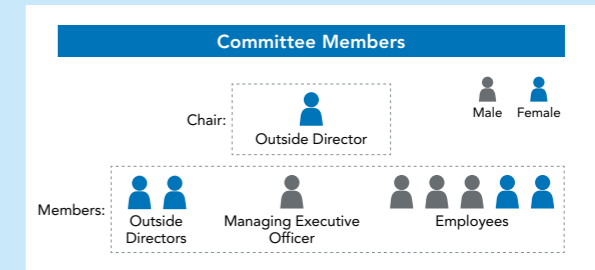 Committee Members
Male Female
Chair:
Outside Director
Members:
Outside
Directors
Managing Executive
Officer
Employees